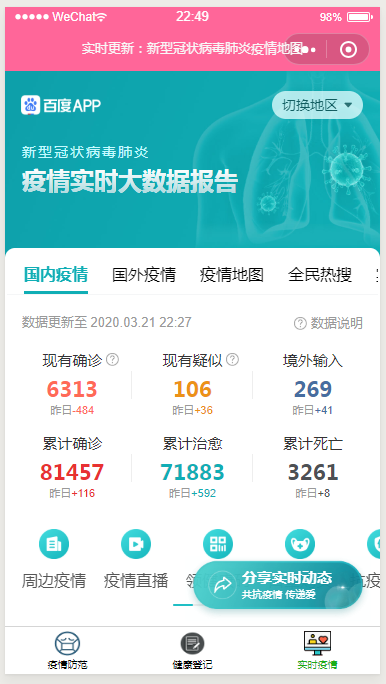 WeChat 22:49 98%
实时更新：新型冠状病毒肺炎疫情地图
百度APP 切换地区
新型冠状病毒肺炎
疫情实时大数据报告
国内疫情 国外疫情 疫情地图 全民热搜
数据更新至 2020.03.21 22:27 ? 数据说明
现有确诊 ? 现有疑似 ? 境外输入
6313 106 269
昨日-484 昨日+36 昨日+41
累计确诊 累计治愈 累计死亡
81457 71883 3261
昨日+116 昨日+592 昨日+8
分享实时动态
共抗疫情 传递爱
周边疫情 疫情直播
疫情防范 健康登记 实时疫情